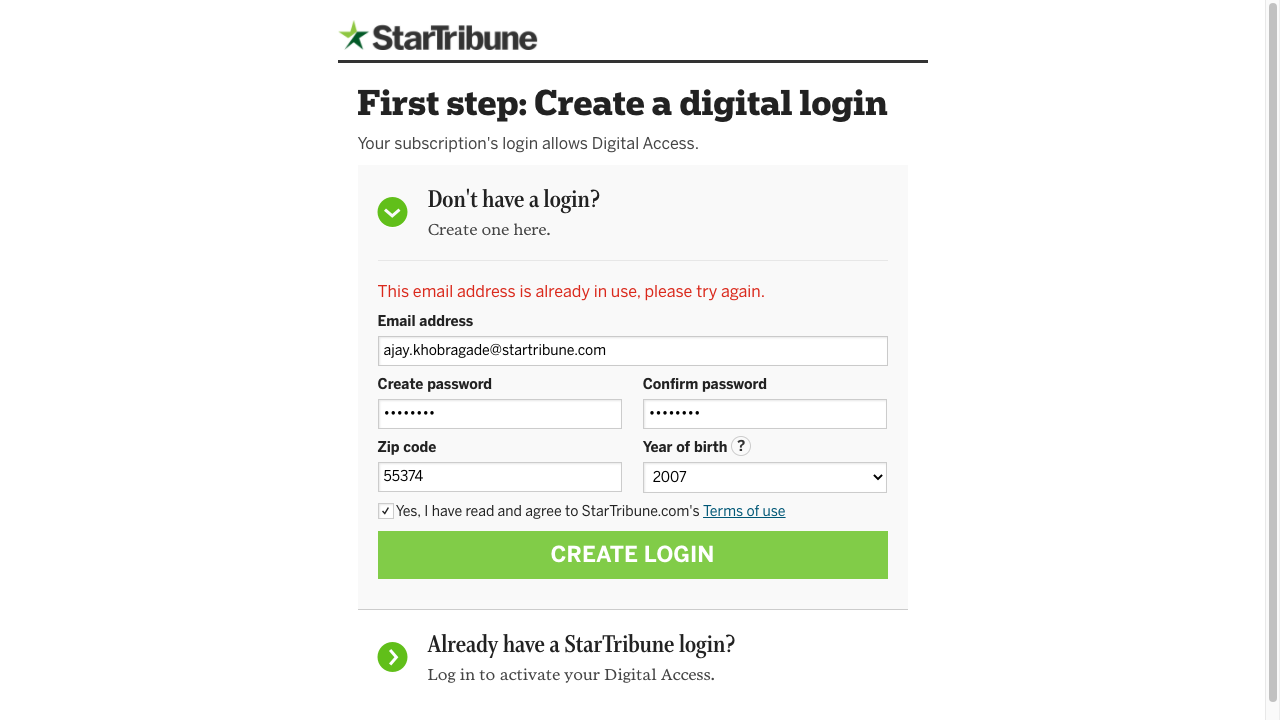 StarTribune
First step: Create a digital login
Your subscription's login allows Digital Access.
Don't have a login?
Create one here.
This email address is already in use, please try again.
Email address
ajay.khobragade@startribune.com
Create password
Confirm password
••••••••
••••••••
Zip code
Year of birth ?
55374
2007
Yes, I have read and agree to StarTribune.com's Terms of use
CREATE LOGIN
Already have a StarTribune login?
Log in to activate your Digital Access.